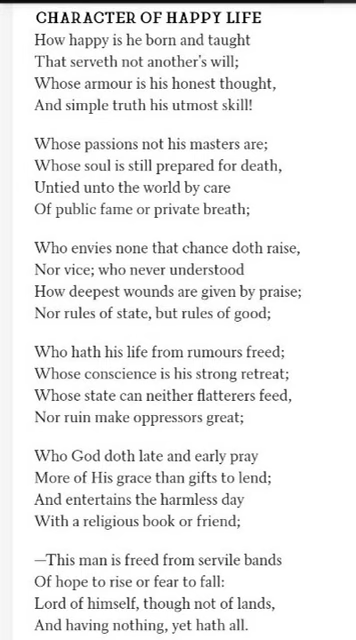 CHARACTER OF HAPPY LIFE
How happy is he born and taught
That serveth not another's will;
Whose armour is his honest thought,
And simple truth his utmost skill!
Whose passions not his masters are;
Whose soul is still prepared for death,
Untied unto the world by care
Of public fame or private breath;
Who envies none that chance doth raise,
Nor vice; who never understood
How deepest wounds are given by praise;
Nor rules of state, but rules of good;
Who hath his life from rumours freed;
Whose conscience is his strong retreat;
Whose state can neither flatterers feed,
Nor ruin make oppressors great;
Who God doth late and early pray
More of His grace than gifts to lend;
And entertains the harmless day
With a religious book or friend;
—This man is freed from servile bands
Of hope to rise or fear to fall:
Lord of himself, though not of lands,
And having nothing, yet hath all.